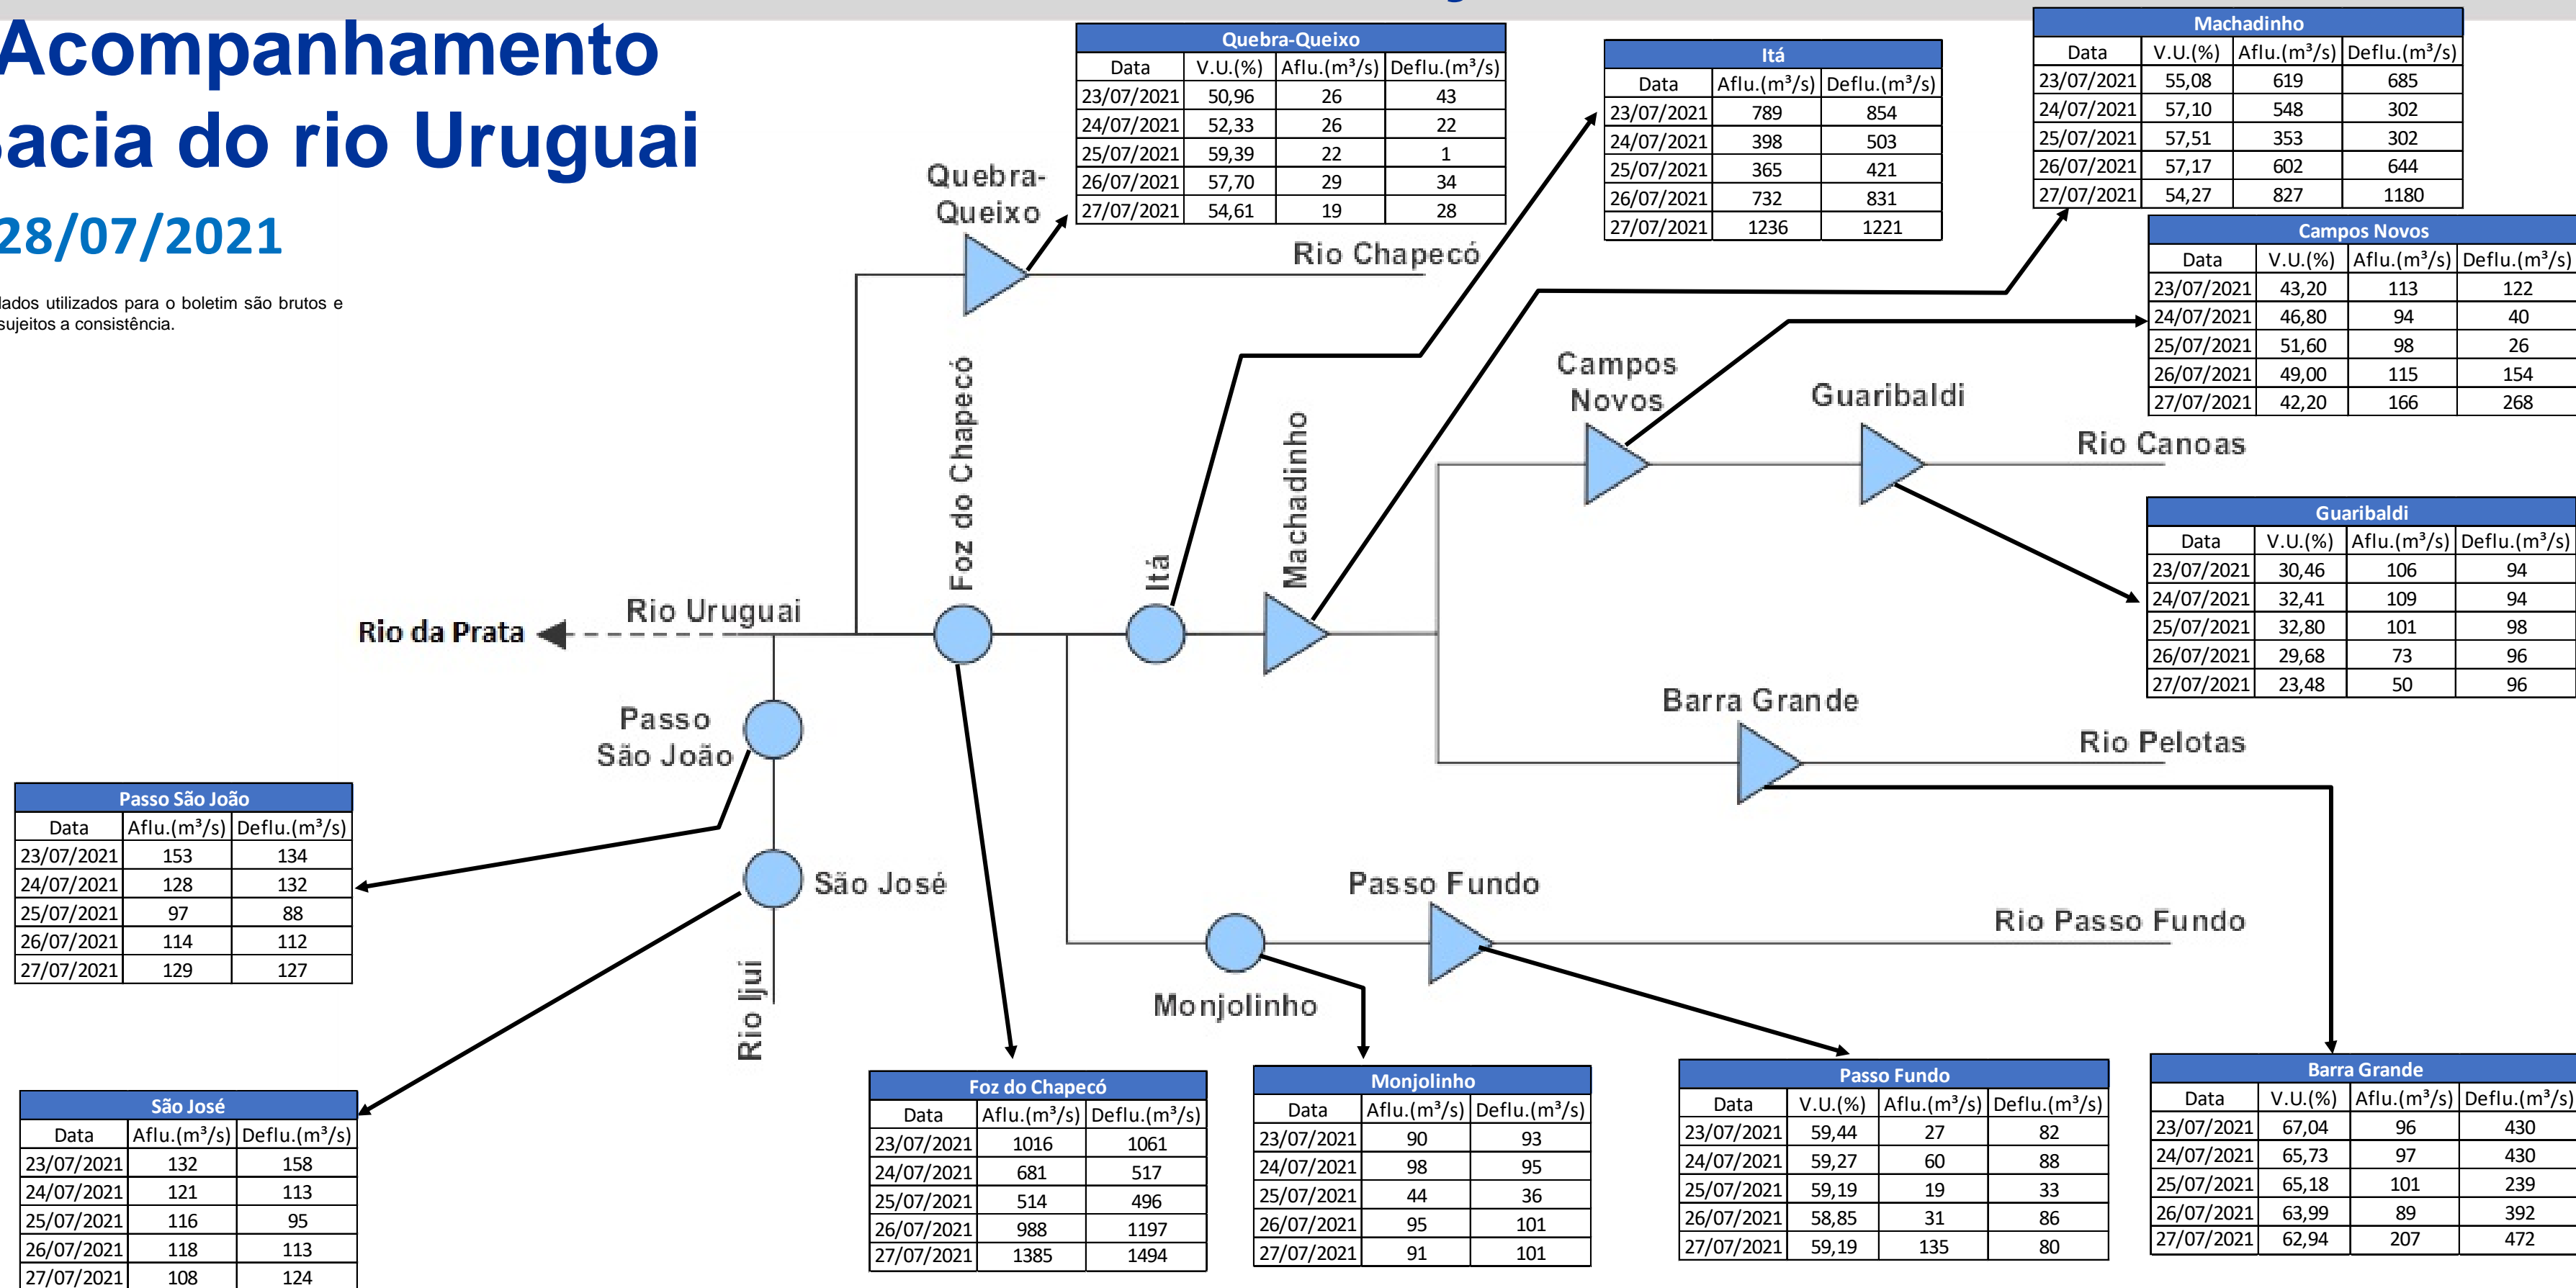 Acompanhamento
acia do rio Uruguai
28/07/2021
lados utilizados para o boletim são brutos e
sujeitos a consistência.
Quebra-Queixo
Data V.U.(%) Aflu.(m³/s) Deflu.(m³/s)
23/07/2021 50,96 26 43
24/07/2021 52,33 26 22
25/07/2021 59,39 22 1
26/07/2021 57,70 29 34
27/07/2021 54,61 19 28
Itá
Data Aflu.(m³/s) Deflu.(m³/s)
23/07/2021 789 854
24/07/2021 398 503
25/07/2021 365 421
26/07/2021 732 831
27/07/2021 1236 1221
Machadinho
Data V.U.(%) Aflu.(m³/s) Deflu.(m³/s)
23/07/2021 55,08 619 685
24/07/2021 57,10 548 302
25/07/2021 57,51 353 302
26/07/2021 57,17 602 644
27/07/2021 54,27 827 1180
Campos Novos
Data V.U.(%) Aflu.(m³/s) Deflu.(m³/s)
23/07/2021 43,20 113 122
24/07/2021 46,80 94 40
25/07/2021 51,60 98 26
26/07/2021 49,00 115 154
27/07/2021 42,20 166 268
Guaribaldi
Data V.U.(%) Aflu.(m³/s) Deflu.(m³/s)
23/07/2021 30,46 106 94
24/07/2021 32,41 109 94
25/07/2021 32,80 101 98
26/07/2021 29,68 73 96
27/07/2021 23,48 50 96
Quebra-
Queixo
Rio Chapecó
Foz do Chapecó
Itá
Machadinho
Campos
Novos
Guaribaldi
Rio Canoas
Rio da Prata
Rio Uruguai
Passo
São João
Barra Grande
Rio Pelotas
São José
Rio Ijuí
Passo Fundo
Rio Passo Fundo
Monjolinho
Passo São João
Data Aflu.(m³/s) Deflu.(m³/s)
23/07/2021 153 134
24/07/2021 128 132
25/07/2021 97 88
26/07/2021 114 112
27/07/2021 129 127
São José
Data Aflu.(m³/s) Deflu.(m³/s)
23/07/2021 132 158
24/07/2021 121 113
25/07/2021 116 95
26/07/2021 118 113
27/07/2021 108 124
Foz do Chapecó
Data Aflu.(m³/s) Deflu.(m³/s)
23/07/2021 1016 1061
24/07/2021 681 517
25/07/2021 514 496
26/07/2021 988 1197
27/07/2021 1385 1494
Monjolinho
Data Aflu.(m³/s) Deflu.(m³/s)
23/07/2021 90 93
24/07/2021 98 95
25/07/2021 44 36
26/07/2021 95 101
27/07/2021 91 101
Passo Fundo
Data V.U.(%) Aflu.(m³/s) Deflu.(m³/s)
23/07/2021 59,44 27 82
24/07/2021 59,27 60 88
25/07/2021 59,19 19 33
26/07/2021 58,85 31 86
27/07/2021 59,19 135 80
Barra Grande
Data V.U.(%) Aflu.(m³/s) Deflu.(m³/s)
23/07/2021 67,04 96 430
24/07/2021 65,73 97 430
25/07/2021 65,18 101 239
26/07/2021 63,99 89 392
27/07/2021 62,94 207 472